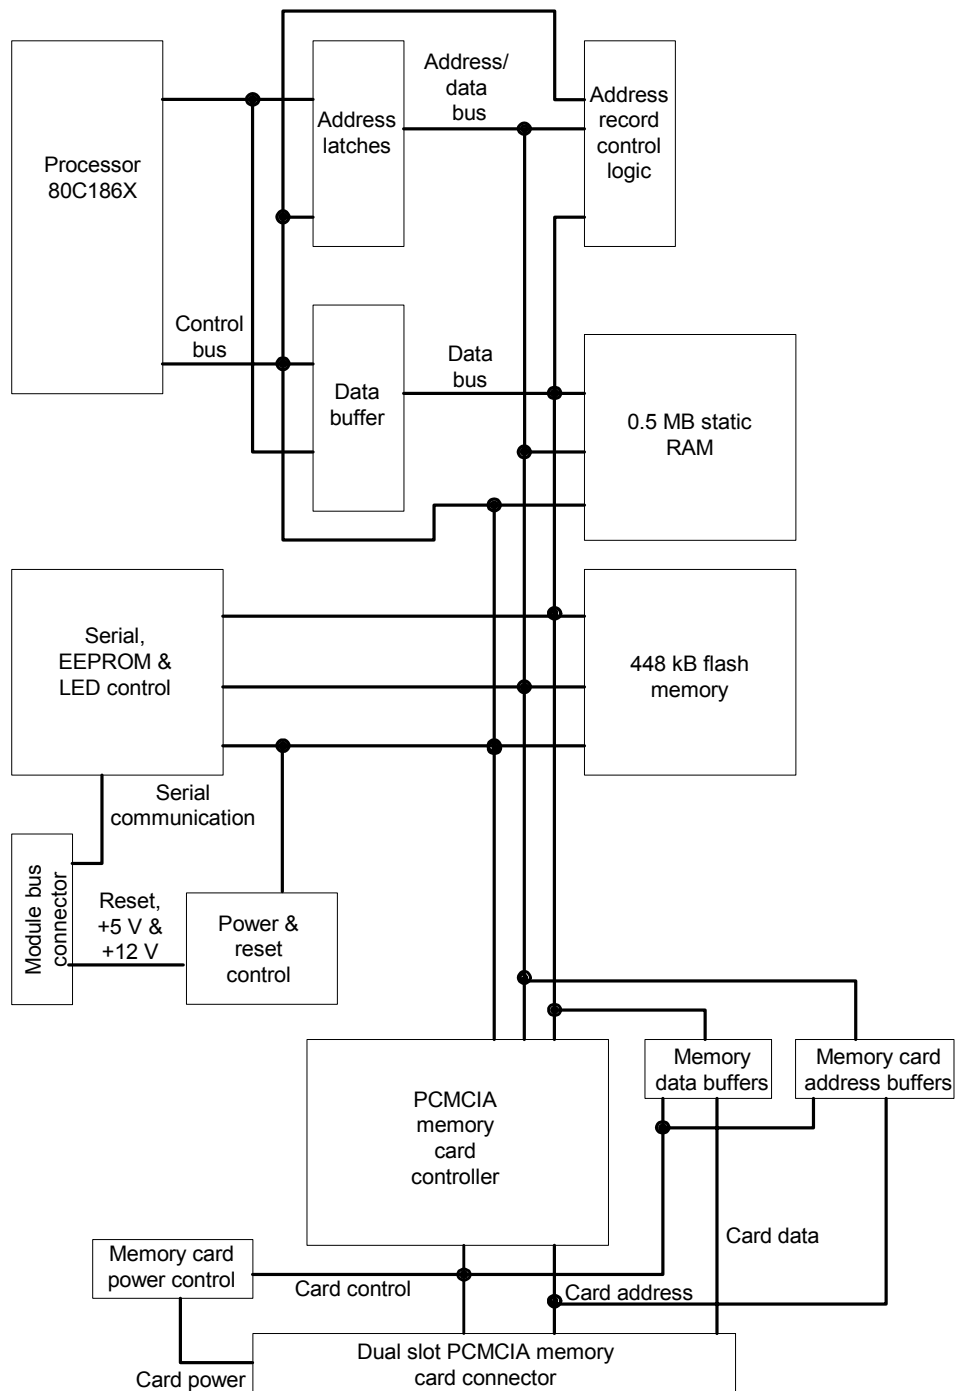 Processor
80C186X
Address
latches
Address/
data
bus
Address
record
control
logic
Control
bus
Data
buffer
Data
bus
0.5 MB static
RAM
Serial,
EEPROM &
LED control
448 kB flash
memory
Serial
communication
Module bus
connector
Reset,
+5 V &
+12 V
Power &
reset
control
PCMCIA
memory
card
controller
Memory
data buffers
Memory card
address buffers
Card data
Memory card
power control
Card control
Card address
Dual slot PCMCIA memory
card connector
Card power